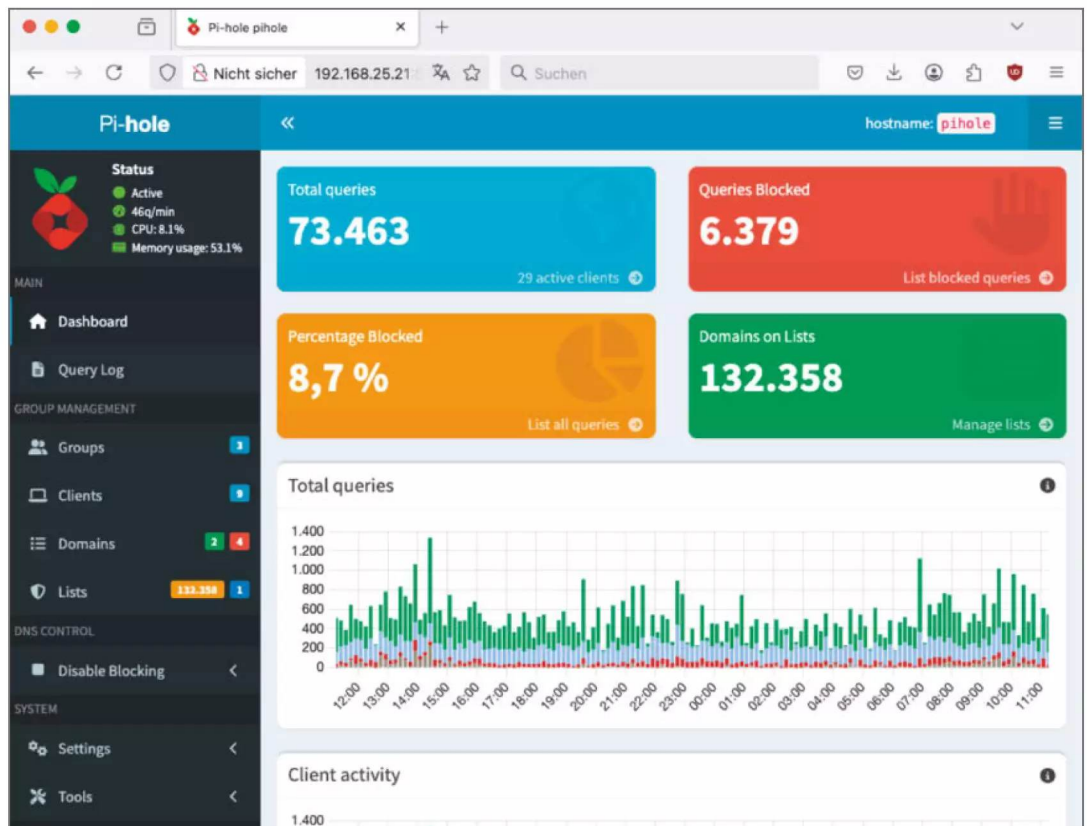 Pi-hole pihole
Nicht sicher 192.168.25.21
Suchen
Pi-hole
hostname: pihole
Status
Active
46q/min
CPU: 8.1%
Memory usage: 53.1%
MAIN
Dashboard
Query Log
GROUP MANAGEMENT
Groups 3
Clients 9
Domains 2 4
Lists 132.358 1
DNS CONTROL
Disable Blocking
SYSTEM
Settings
Tools
Total queries
73.463
29 active clients
Queries Blocked
6.379
List blocked queries
Percentage Blocked
8,7 %
List all queries
Domains on Lists
132.358
Manage lists
Total queries
1.400
1.200
1.000
800
600
400
200
0
12:00 13:00 14:00 15:00 16:00 17:00 18:00 19:00 20:00 21:00 22:00 23:00 00:00 01:00 02:00 03:00 04:00 05:00 06:00 07:00 08:00 09:00 10:00 11:00
Client activity
1.400